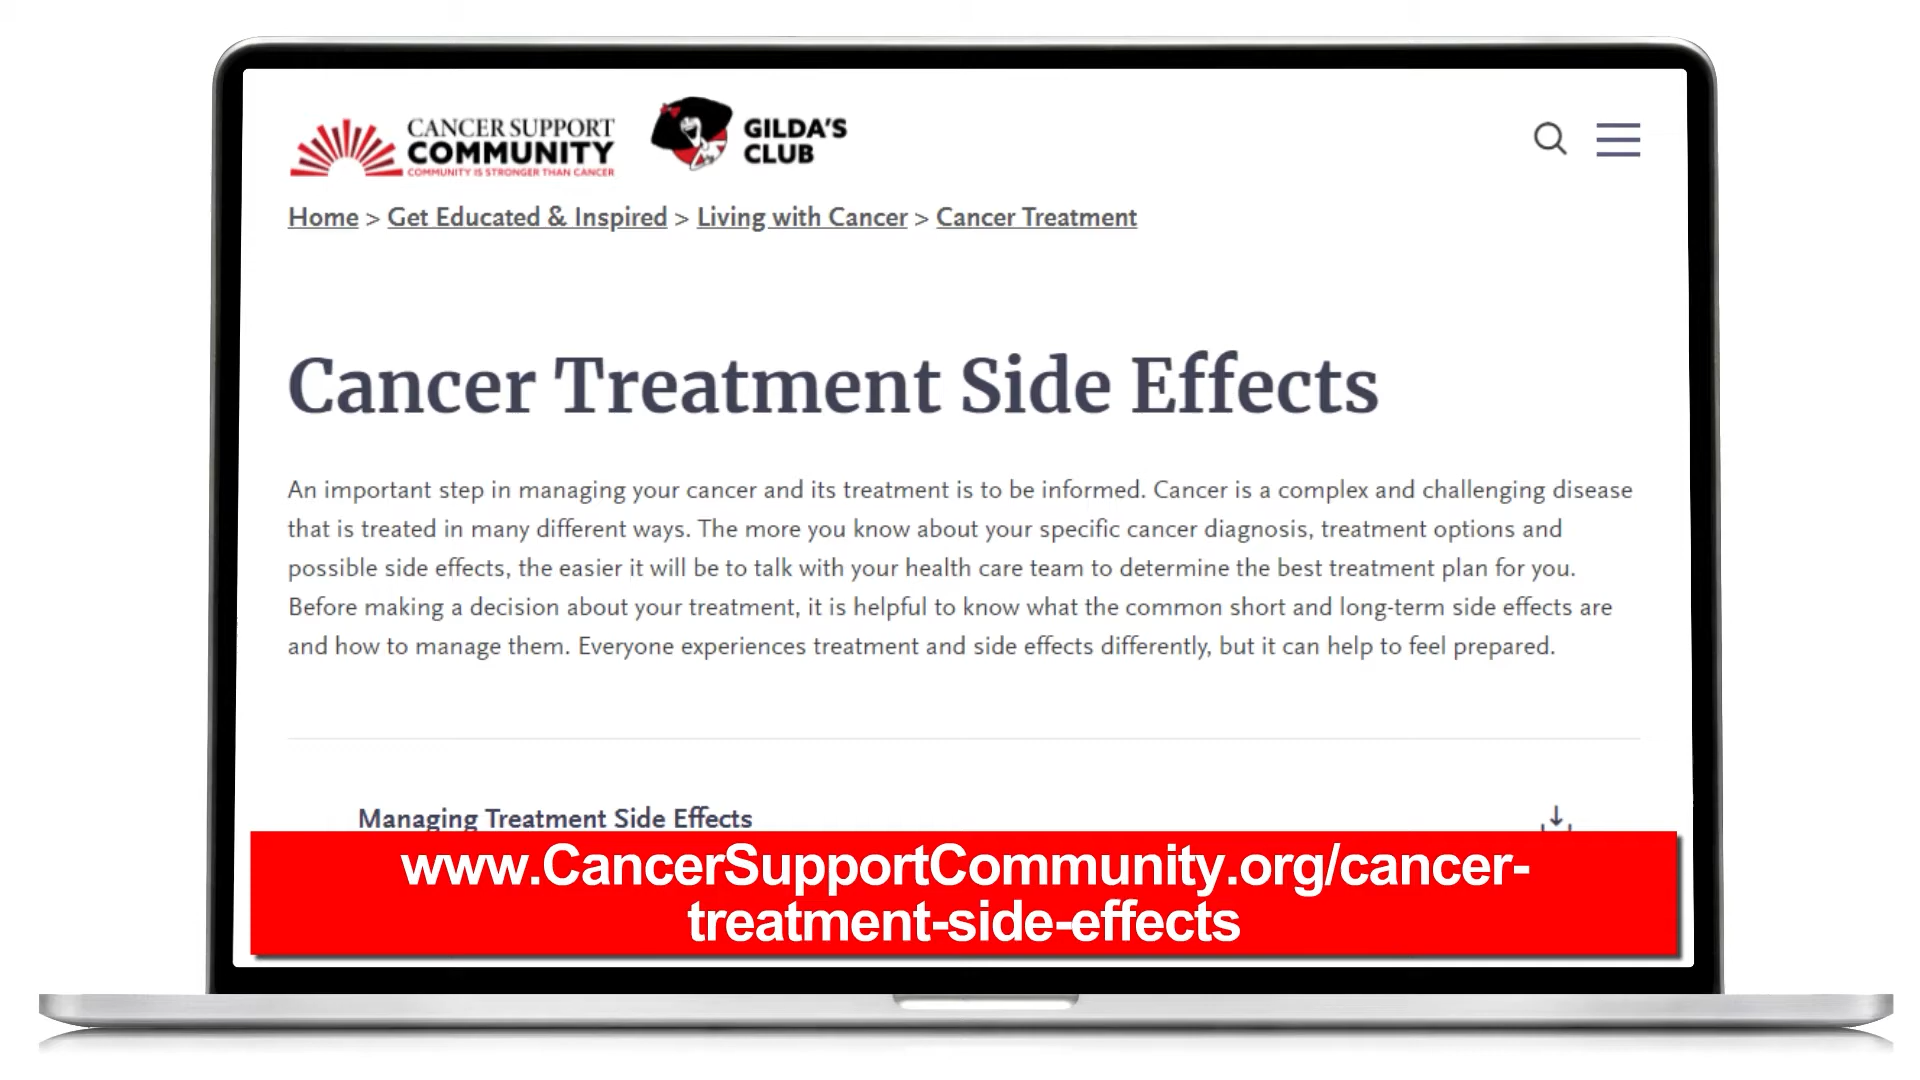 CANCER SUPPORT
COMMUNITY
COMMUNITY IS STRONGER THAN CANCER
GILDA'S
CLUB
Home > Get Educated & Inspired > Living with Cancer > Cancer Treatment
Cancer Treatment Side Effects
An important step in managing your cancer and its treatment is to be informed. Cancer is a complex and challenging disease
that is treated in many different ways. The more you know about your specific cancer diagnosis, treatment options and
possible side effects, the easier it will be to talk with your health care team to determine the best treatment plan for you.
Before making a decision about your treatment, it is helpful to know what the common short and long-term side effects are
and how to manage them. Everyone experiences treatment and side effects differently, but it can help to feel prepared.
Managing Treatment Side Effects
www.CancerSupportCommunity.org/cancer-
treatment-side-effects